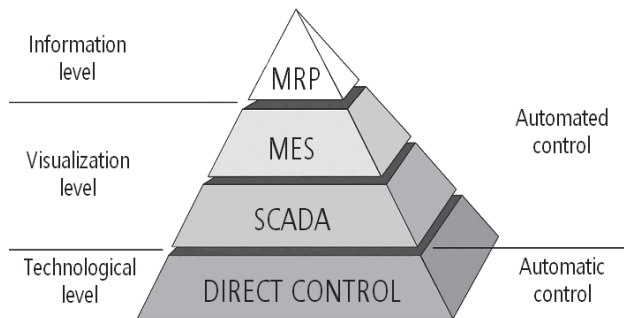 Information
level
MRP
Automated
control
MES
Visualization
level
SCADA
Technological
level
DIRECT CONTROL
Automatic
control